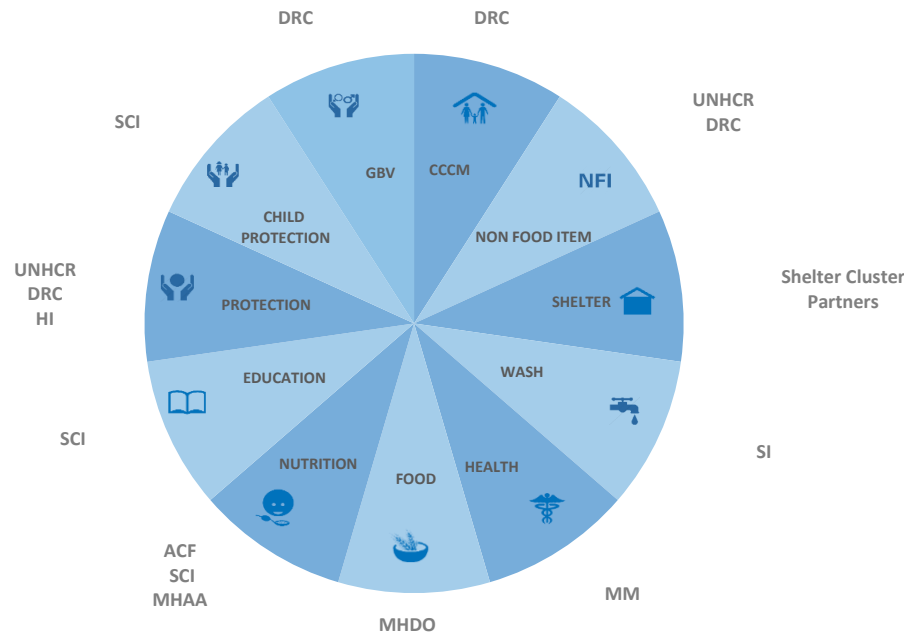 DRC
DRC
SCI
UNHCR
DRC
GBV
CCCM
NFI
CHILD
PROTECTION
NON FOOD ITEM
UNHCR
DRC
HI
PROTECTION
SHELTER
Shelter Cluster
Partners
EDUCATION
WASH
SCI
NUTRITION
FOOD
HEALTH
SI
ACF
SCI
MHAA
MHDO
MM